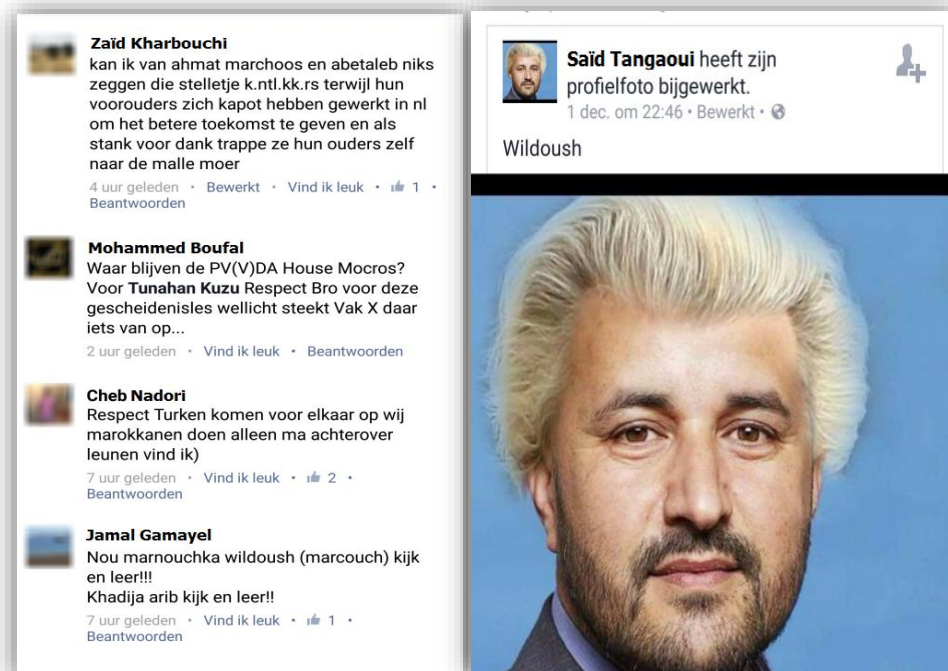 Zaïd Kharbouchi
kan ik van ahmat marchoos en abetaleb niks
zeggen die stelletje k.ntl.kk.rs terwijl hun
voorouders zich kapot hebben gewerkt in nl
om het betere toekomst te geven en als
stank voor dank trappe ze hun ouders zelf
naar de malle moer
4 uur geleden · Bewerkt · Vind ik leuk · 1 ·
Beantwoorden
Mohammed Boufal
Waar blijven de PV(V)DA House Mocros?
Voor Tunahan Kuzu Respect Bro voor deze
gescheidenisles wellicht steekt Vak X daar
iets van op...
2 uur geleden · Vind ik leuk · Beantwoorden
Cheb Nadori
Respect Turken komen voor elkaar op wij
marokkanen doen alleen ma achterover
leunen vind ik)
7 uur geleden · Vind ik leuk · 2 ·
Beantwoorden
Jamal Gamayel
Nou marnouchka wildoush (marcouch) kijk
en leer!!!
Khadija arib kijk en leer!!
7 uur geleden · Vind ik leuk · 1 ·
Beantwoorden
Saïd Tangaoui heeft zijn
profielfoto bijgewerkt.
1 dec. om 22:46 · Bewerkt ·
Wildoush